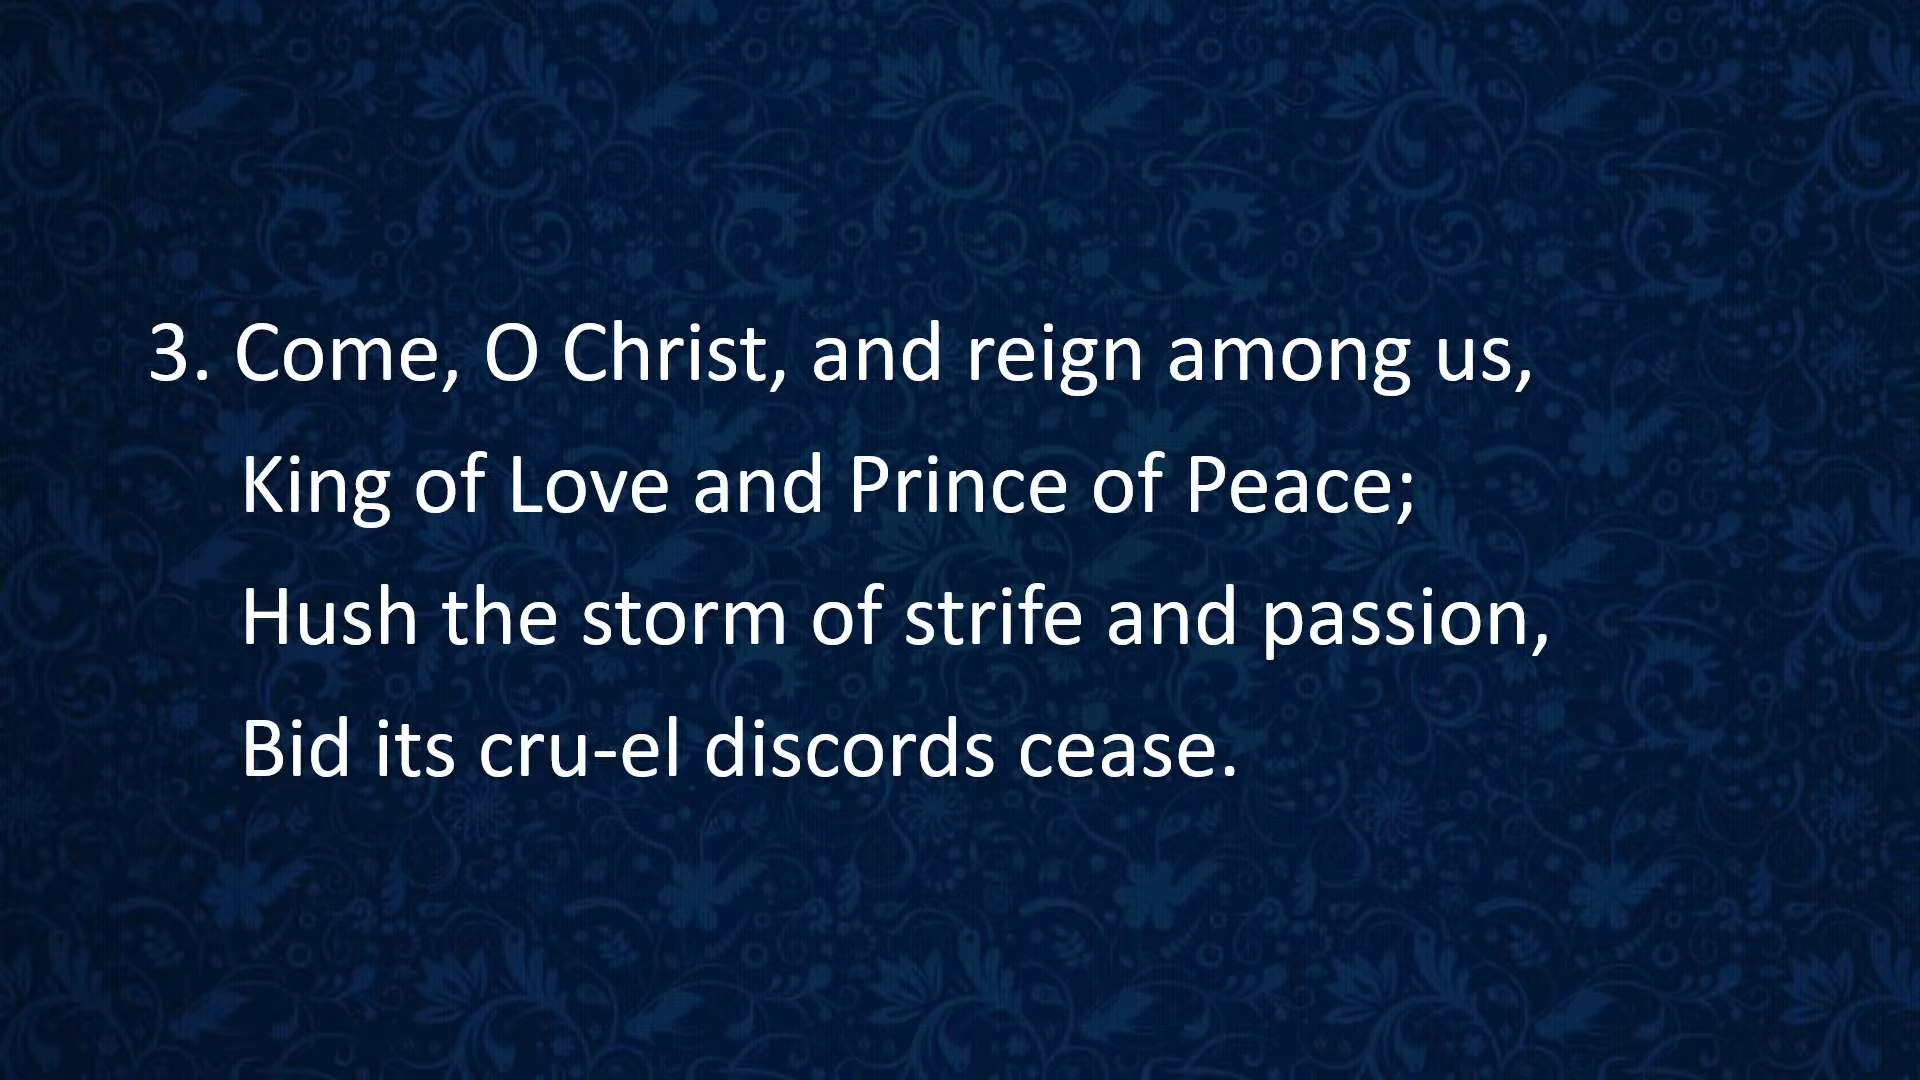 3. Come, O Christ, and reign among us,
King of Love and Prince of Peace;
Hush the storm of strife and passion,
Bid its cru-el discords cease.